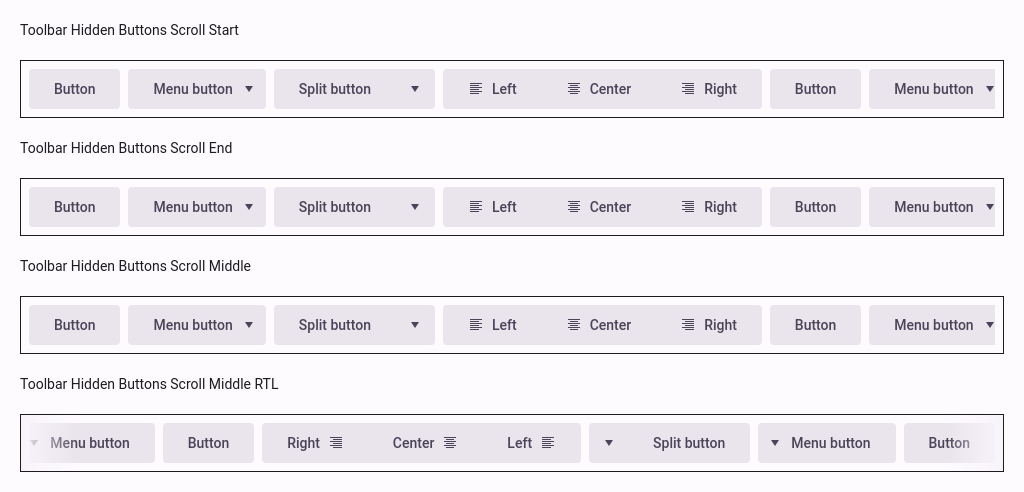 Toolbar Hidden Buttons Scroll Start
Button Menu button Split button Left Center Right Button Menu button
Toolbar Hidden Buttons Scroll End
Button Menu button Split button Left Center Right Button Menu button
Toolbar Hidden Buttons Scroll Middle
Button Menu button Split button Left Center Right Button Menu button
Toolbar Hidden Buttons Scroll Middle RTL
Menu button Button Right Center Left Split button Menu button Button